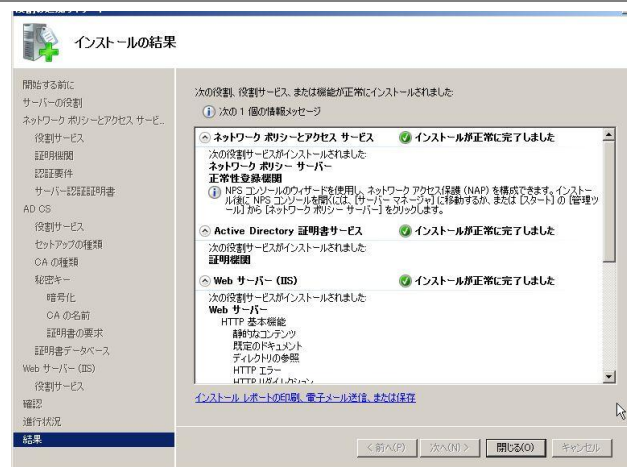 インストールの結果
開始する前に
サーバーの役割
ネットワーク ポリシーとアクセス サービ...
役割サービス
証明機関
認証要件
サーバー認証証明書
AD CS
役割サービス
セットアップの種類
CA の種類
秘密キー
暗号化
CA の名前
証明書の要求
証明書データベース
Web サーバー (IIS)
役割サービス
確認
進行状況
結果
次の役割、役割サービス、または機能が正常にインストールされました:
次の 1 個の情報メッセージ
ネットワーク ポリシーとアクセス サービス インストールが正常に完了しました
次の役割サービスがインストールされました:
ネットワーク ポリシー サーバー
正常性登録機関
NPS コンソールのウィザードを使用し、ネットワーク アクセス保護 (NAP) を構成できます。インストー
ル後に NPS コンソールを開くには、[サーバー マネージャ] に移動するか、または [スタート] の [管理ツ
ール] から [ネットワーク ポリシー サーバー] をクリックします。
Active Directory 証明書サービス インストールが正常に完了しました
次の役割サービスがインストールされました:
証明機関
Web サーバー (IIS) インストールが正常に完了しました
次の役割サービスがインストールされました:
Web サーバー
HTTP 基本機能
静的なコンテンツ
既定のドキュメント
ディレクトリの参照
HTTP エラー
HTTP リダイレクション
インストール レポートの印刷、電子メール送信、または保存
< 前へ(P) 次へ(N) > 閉じる(O) キャンセル